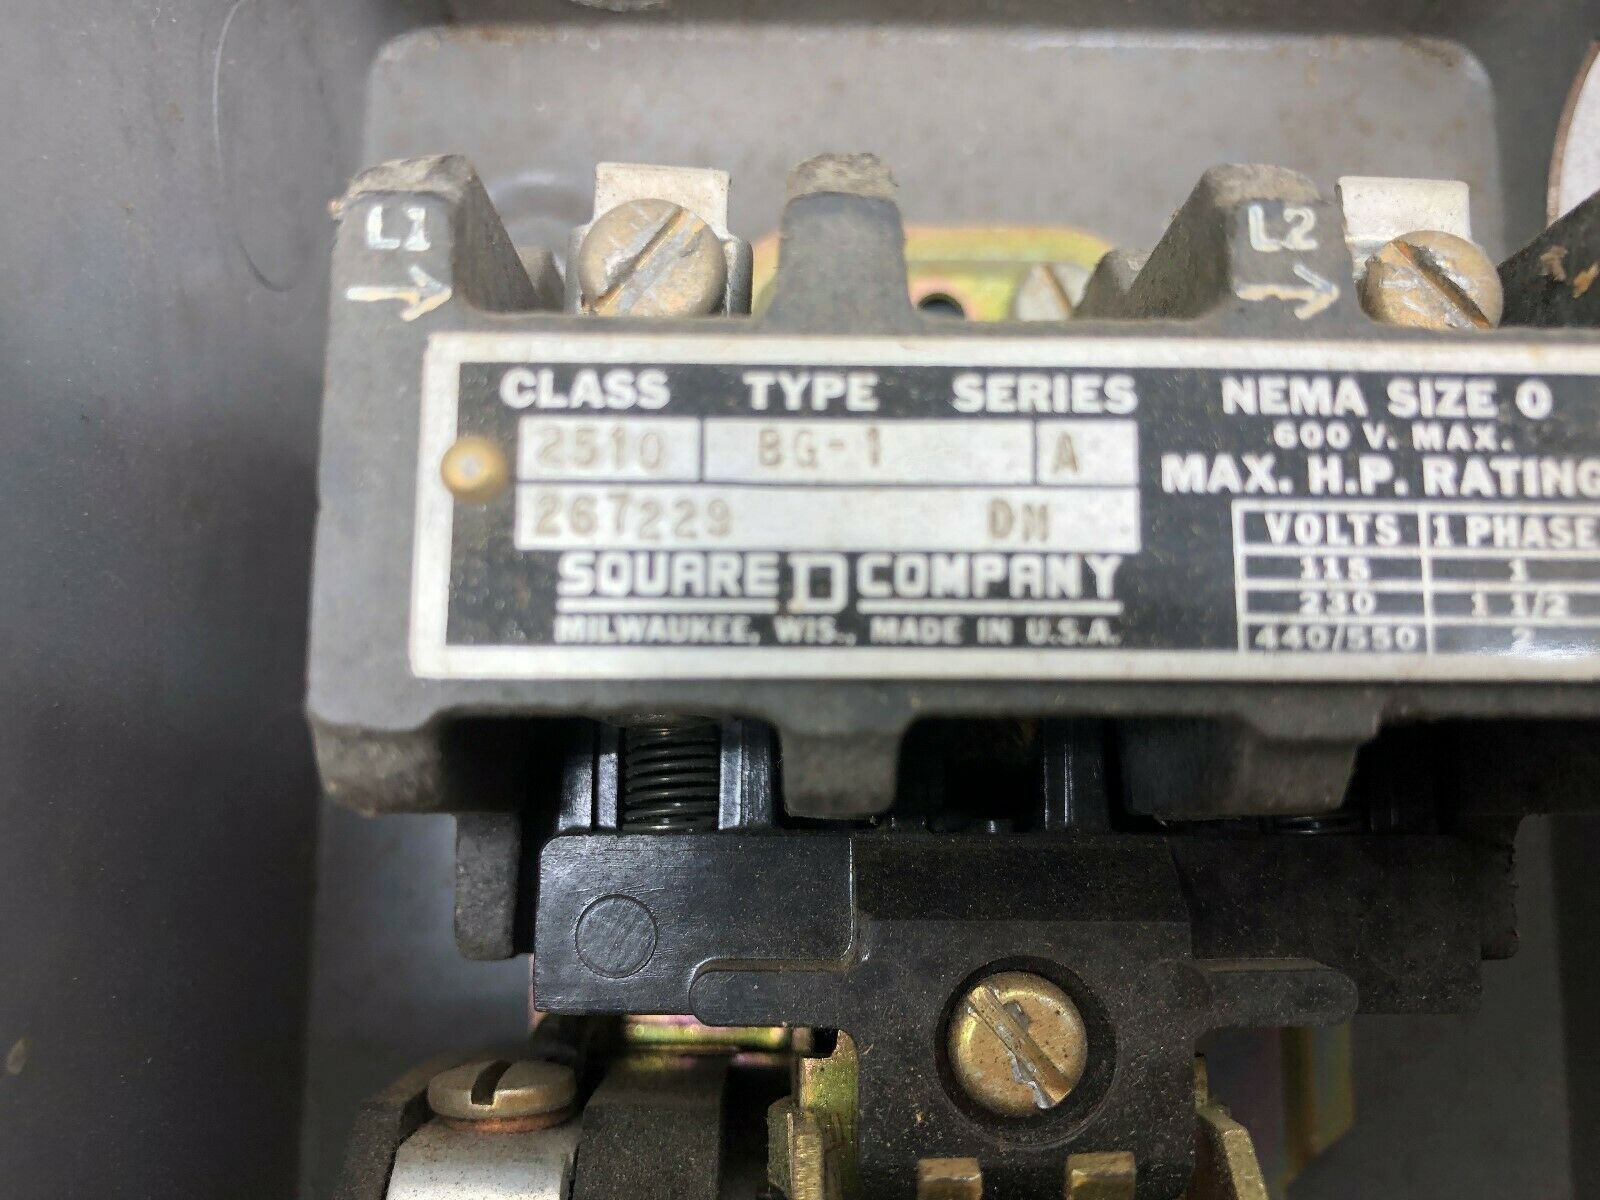 L1 L2
CLASS TYPE SERIES
2510 BG-1 A
267229 DN
SQUARE D COMPANY
MILWAUKEE, WIS., MADE IN U.S.A.
NEMA SIZE 0
600 V. MAX.
MAX. H.P. RATING
VOLTS 1 PHASE
115 1
230 1 1/2
440/550 2